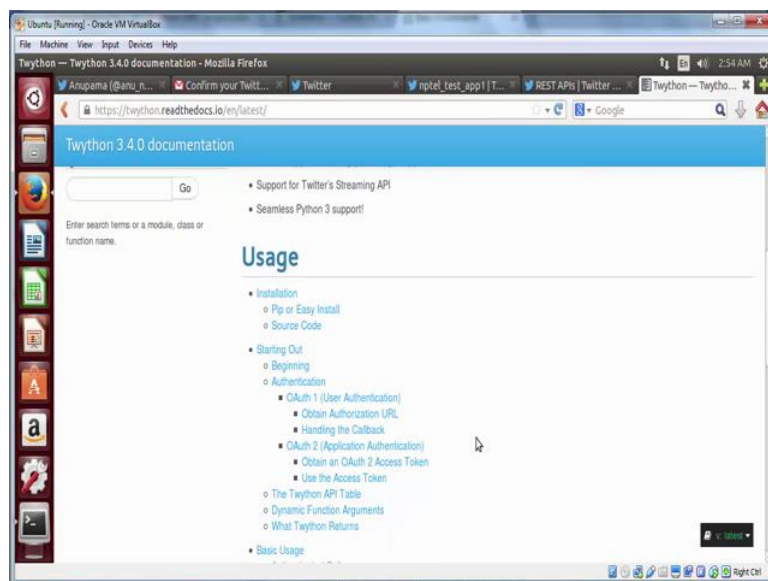 Ubuntu [Running] - Oracle VM VirtualBox
File Machine View Input Devices Help
Twython — Twython 3.4.0 documentation - Mozilla Firefox
En 2:54 AM
Anupama (@anu_n... Confirm your Twitt... Twitter nptel_test_app1 | T... REST APIs | Twitter ... Twython — Twytho...
https://twython.readthedocs.io/en/latest/ Google
Twython 3.4.0 documentation
Go
Enter search terms or a module, class or
function name.
Support for Twitter's Streaming API
Seamless Python 3 support!
Usage
Installation
Pip or Easy Install
Source Code
Starting Out
Beginning
Authentication
OAuth 1 (User Authentication)
Obtain Authorization URL
Handling the Callback
OAuth 2 (Application Authentication)
Obtain an OAuth 2 Access Token
Use the Access Token
The Twython API Table
Dynamic Function Arguments
What Twython Returns
Basic Usage
v: latest
Right Ctrl